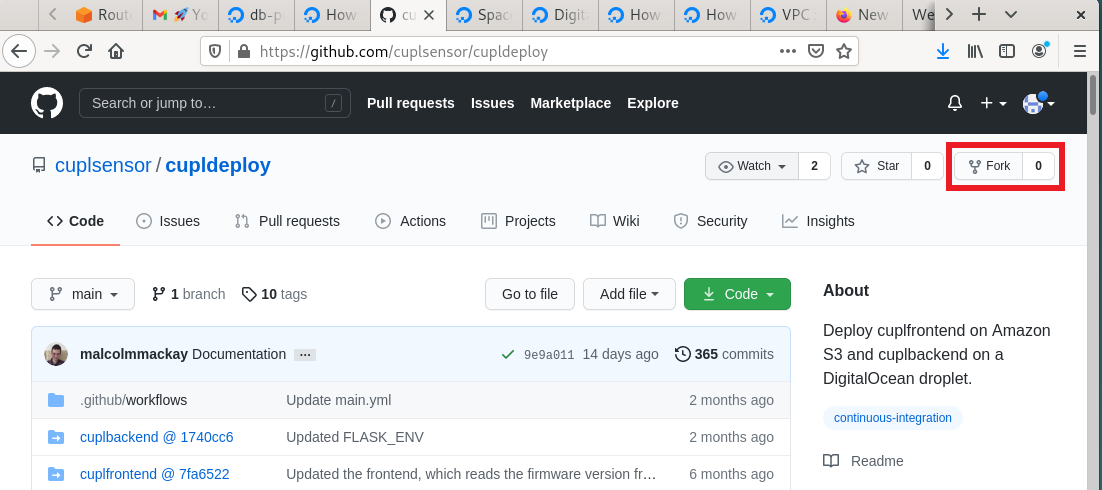 Route
Yo
db-p
How
cu
Space
Digita
How
How
VPC
New
We
https://github.com/cuplsensor/cupldeploy
Search or jump to…
/
Pull requests
Issues
Marketplace
Explore
cuplsensor / cupldeploy
Watch
2
Star
0
Fork
0
Code
Issues
Pull requests
Actions
Projects
Wiki
Security
Insights
main
1 branch
10 tags
Go to file
Add file
Code
About
Deploy cuplfrontend on Amazon
S3 and cuplbackend on a
DigitalOcean droplet.
continuous-integration
Readme
malcolmmackay Documentation
9e9a011 14 days ago
365 commits
.github/workflows
Update main.yml
2 months ago
cuplbackend @ 1740cc6
Updated FLASK_ENV
2 months ago
cuplfrontend @ 7fa6522
Updated the frontend, which reads the firmware version fr…
6 months ago